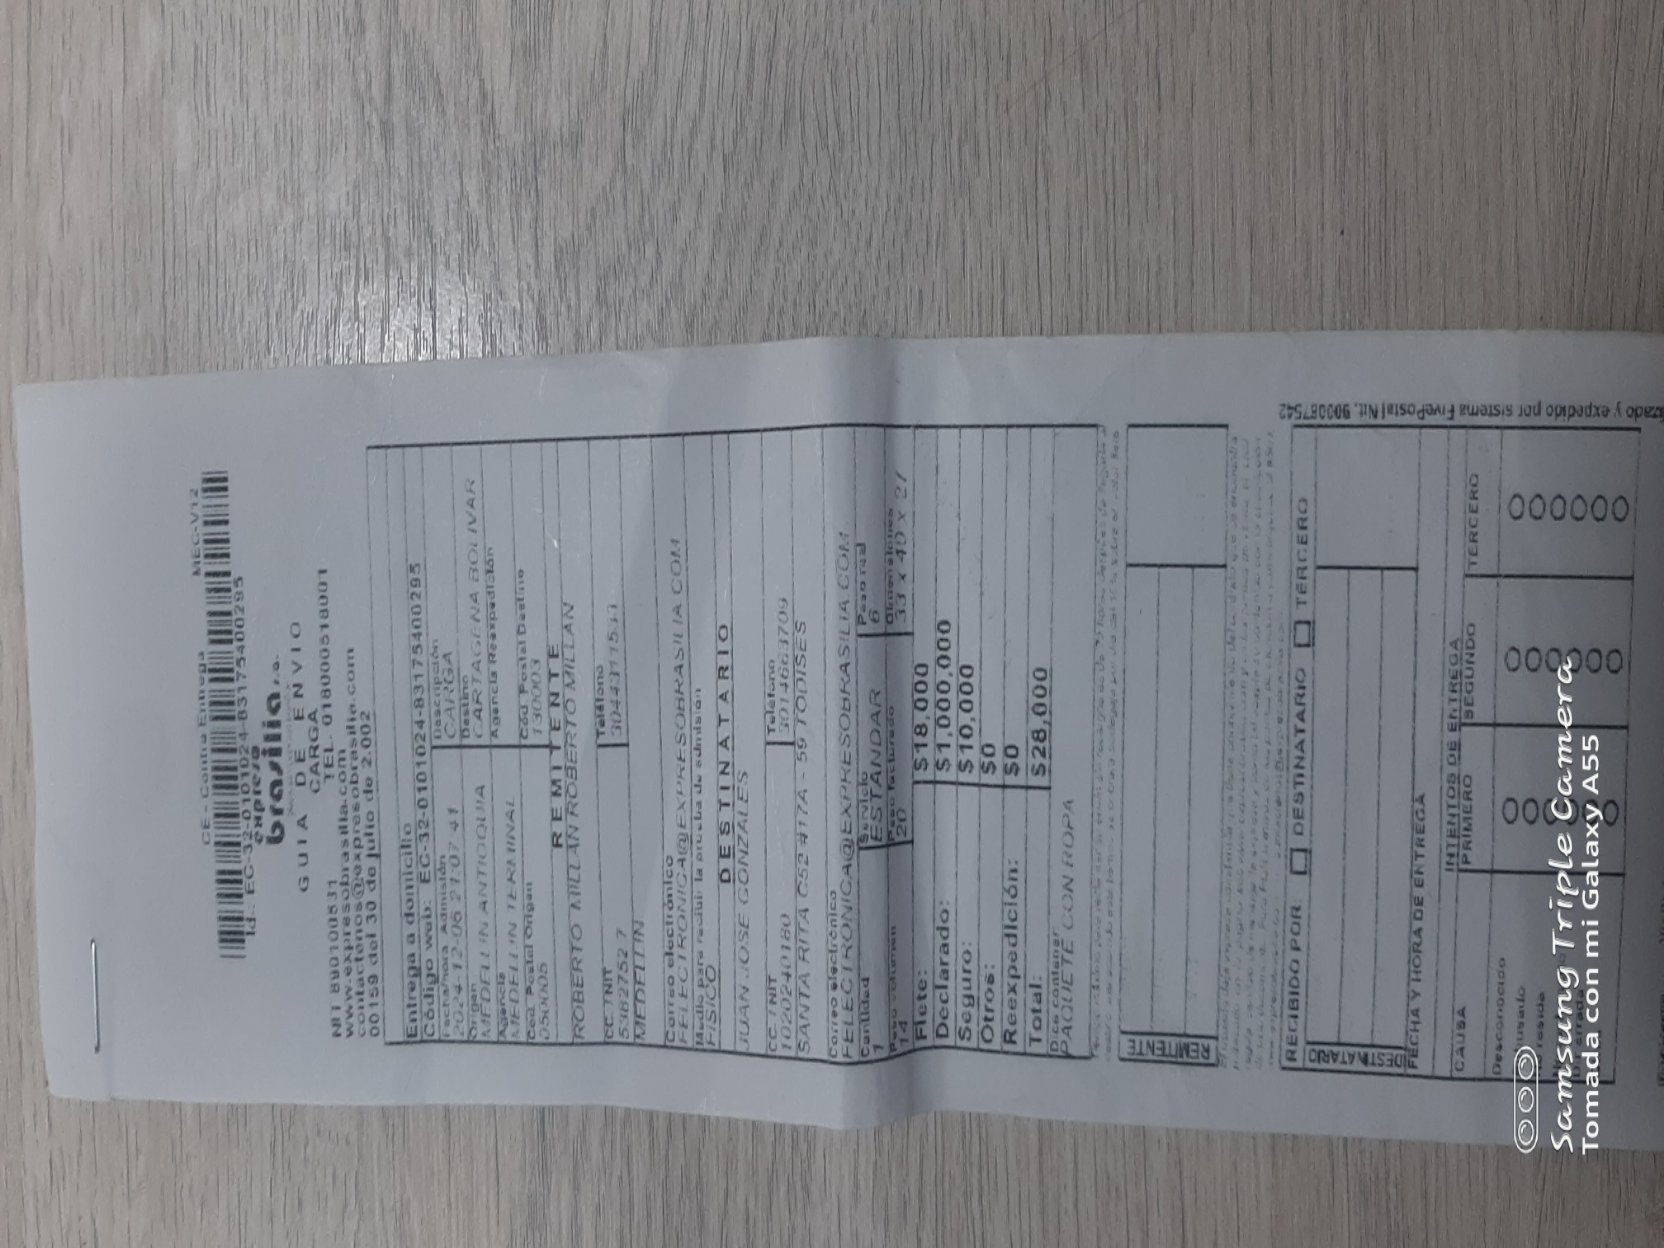 CE - Contra Entrega MEC-V12
Id.: EC-32-0101024-83175400295
expreso
brasilia s.a.
GUIA DE ENVIO
CARGA
NIT 890100531 TEL. 0180000518001
www.expresobrasilia.com
contactenos@expresobrasilia.com
00159 del 30 de julio de 2.002
Entrega a domicilio
Código web: EC-32-0101024-83175400295
Fecha/hora Admisión Descripción
2024-12-06 21:07:41 CARGA
Origen Destino
MEDELLIN ANTIOQUIA CARTAGENA BOLIVAR
Agencia Agencia Reexpedición
MEDELLIN TERMINAL
Cod. Postal Origen Cód Postal Destino
050005 130003
REMITENTE
ROBERTO MILLAN ROBERTO MILLAN
CC. / NIT Teléfono
5382752 7
MEDELLIN
Correo electrónico
FELECTRONICA@EXPRESOBRASILIA.COM
Medio para recibir la prueba de admisión
FISICO
DESTINATARIO
JUAN JOSE GONZALES
CC. / NIT Teléfono
1020240180 3014663709
SANTA RITA C52 #17A - 59 TODISES
Correo electrónico
FELECTRONICA@EXPRESOBRASILIA.COM
Cantidad Servicio Peso real
1 ESTANDAR 6
Peso volumen Peso facturado Dimensiones
14 20 33 x 40 x 27
Flete: $18,000
Declarado: $1,000,000
Seguro: $10,000
Otros: $0
Reexpedición: $0
Total: $28,000
Dice contener
PAQUETE CON ROPA
REMITENTE
RECIBIDO POR DESTINATARIO TERCERO
DESTINATARIO
FECHA Y HORA DE ENTREGA
INTENTOS DE ENTREGA
CAUSA PRIMERO SEGUNDO TERCERO
Desconocido
y expedido por sistema FivePostal Nit. 900087542
Samsung Triple Camera
Tomada con mi Galaxy A55